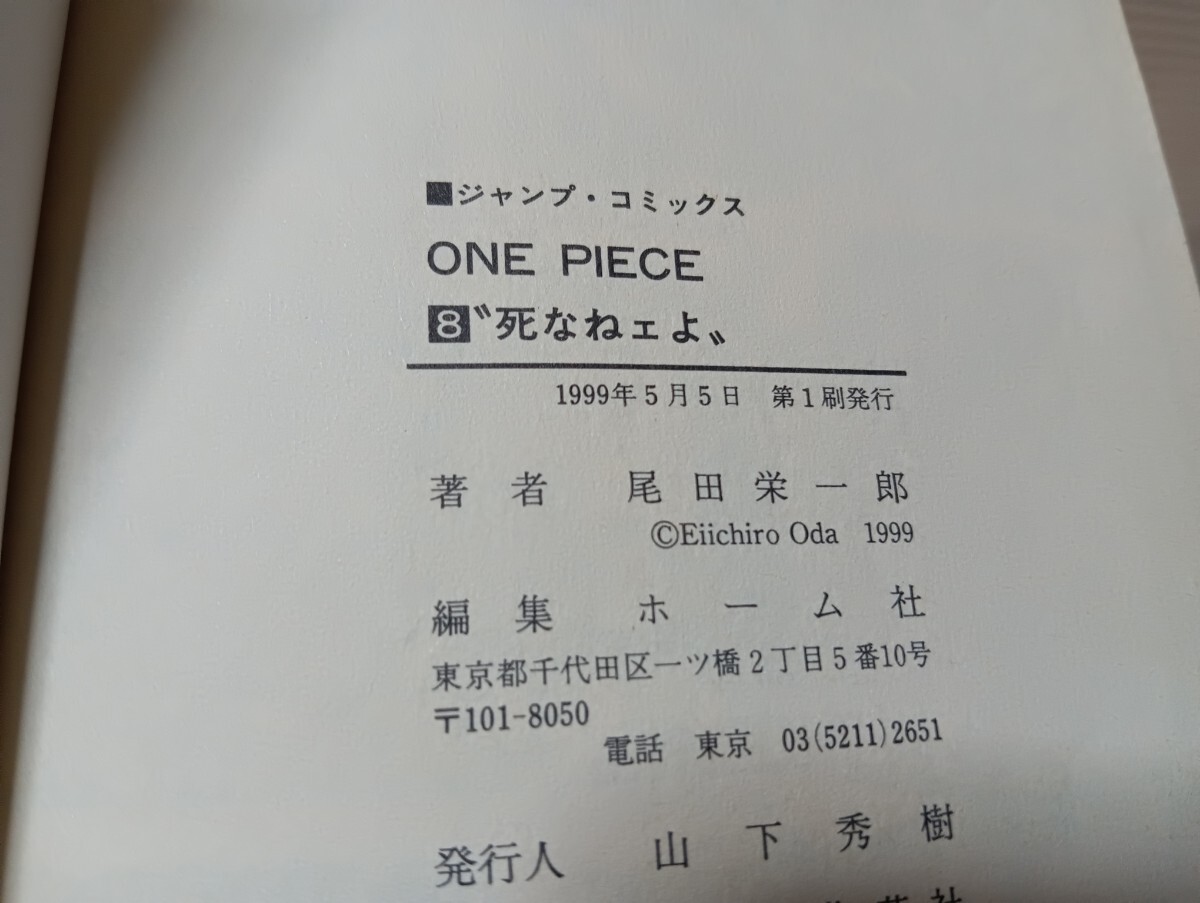 ■ジャンプ・コミックス
ONE PIECE
8〝死なねェよ〟
1999年5月5日 第1刷発行
著者 尾田栄一郎
©Eiichiro Oda 1999
編集 ホーム社
東京都千代田区一ツ橋2丁目5番10号
〒101-8050
電話 東京 03(5211)2651
発行人 山下秀樹